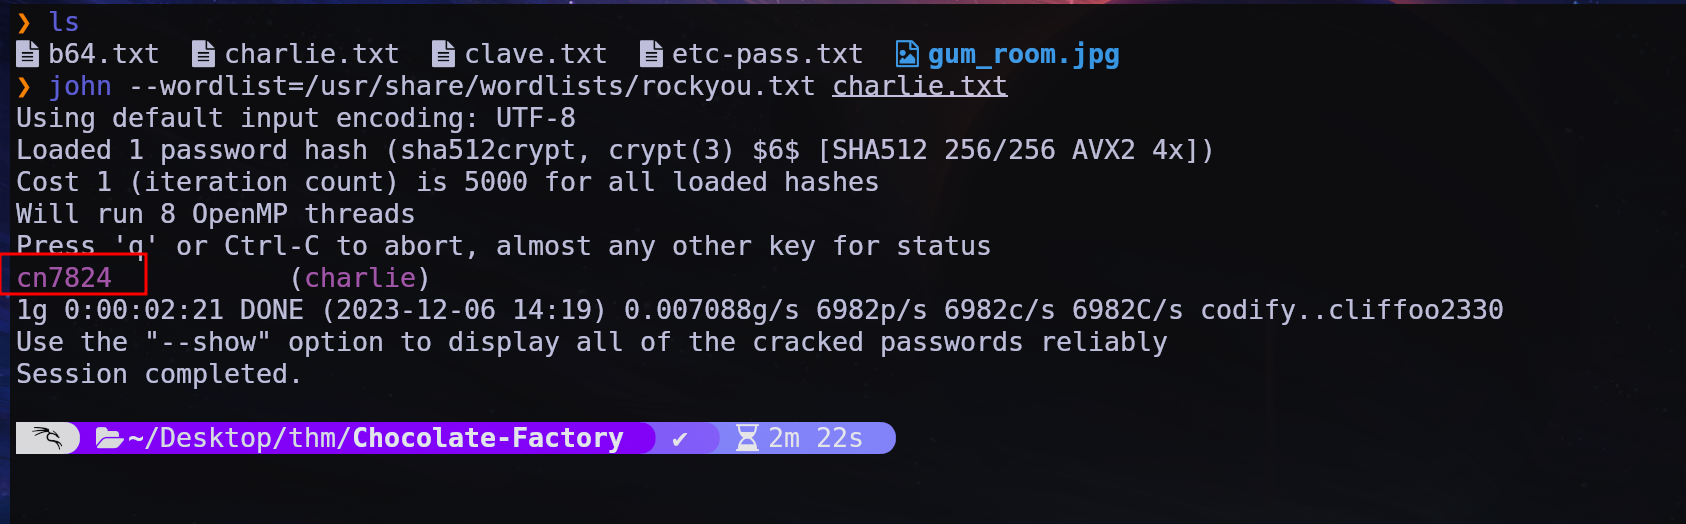 ❯ ls
b64.txt charlie.txt clave.txt etc-pass.txt gum_room.jpg
❯ john --wordlist=/usr/share/wordlists/rockyou.txt charlie.txt
Using default input encoding: UTF-8
Loaded 1 password hash (sha512crypt, crypt(3) $6$ [SHA512 256/256 AVX2 4x])
Cost 1 (iteration count) is 5000 for all loaded hashes
Will run 8 OpenMP threads
Press 'q' or Ctrl-C to abort, almost any other key for status
cn7824 (charlie)
1g 0:00:02:21 DONE (2023-12-06 14:19) 0.007088g/s 6982p/s 6982c/s 6982C/s codify..cliffoo2330
Use the "--show" option to display all of the cracked passwords reliably
Session completed.
~/Desktop/thm/Chocolate-Factory ✔ 2m 22s